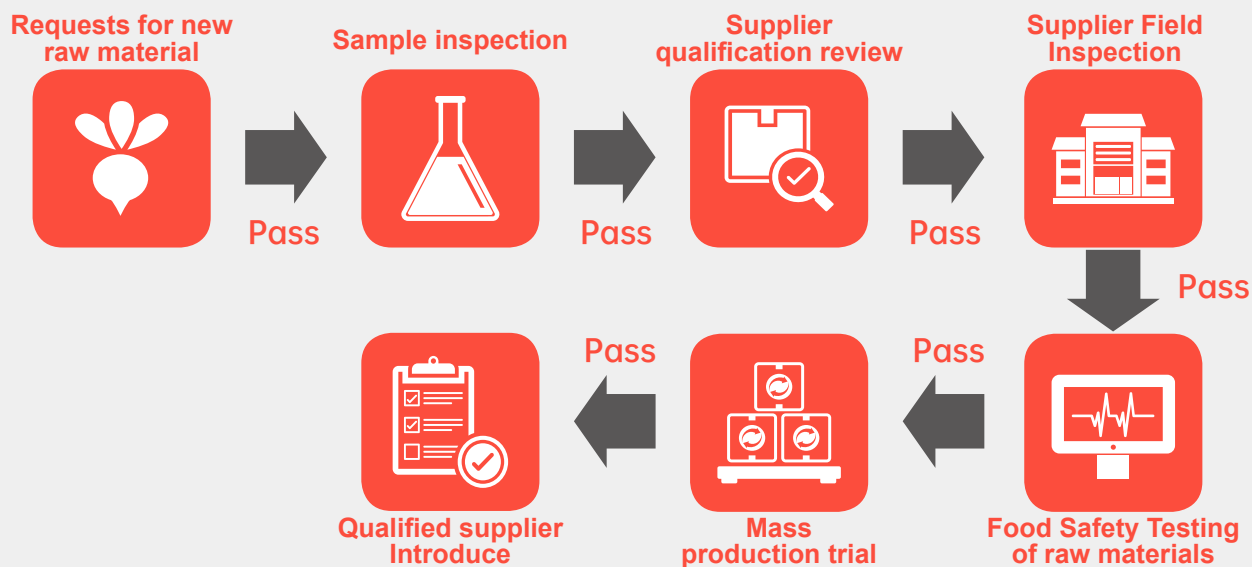 Requests for new
raw material
Sample inspection
Supplier
qualification review
Supplier Field
Inspection
Pass
Pass
Pass
Pass
Pass
Pass
Qualified supplier
Introduce
Mass
production trial
Food Safety Testing
of raw materials